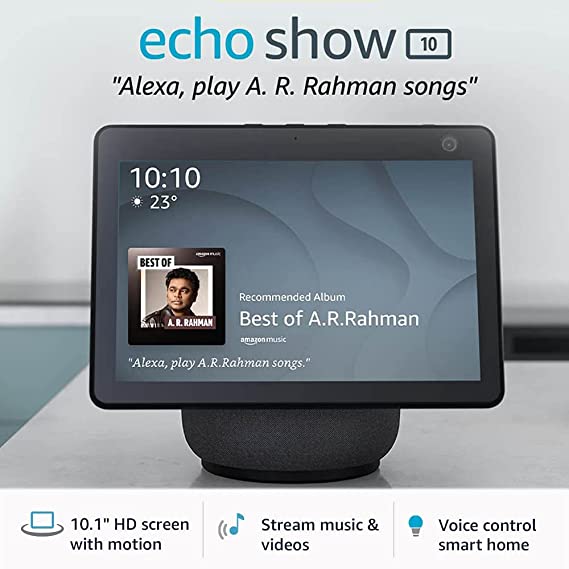 echo show 10
"Alexa, play A. R. Rahman songs"
10:10
23°
amazon music
BEST OF
A. R. RAHMAN
Recommended Album
Best of A.R.Rahman
amazon music
"Alexa, play A.R.Rahman songs."
10.1" HD screen
with motion
Stream music &
videos
Voice control
smart home